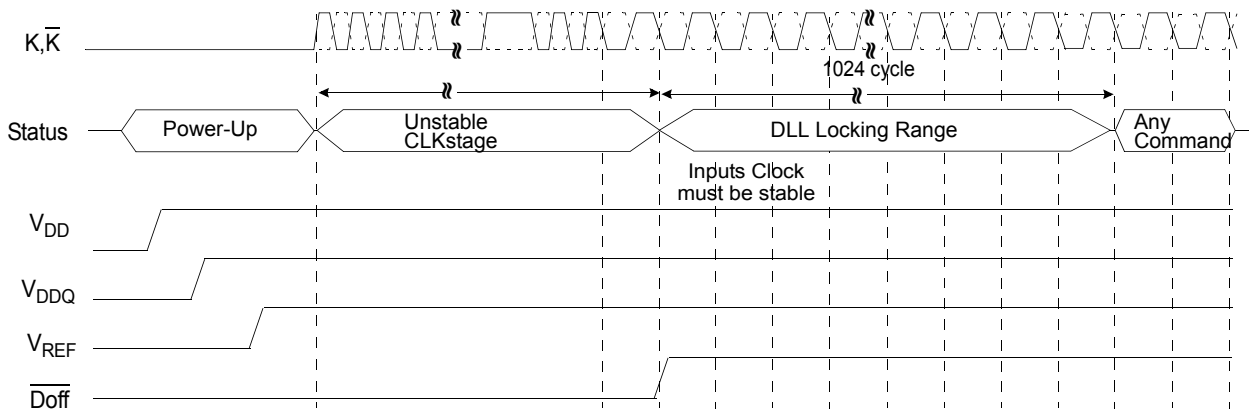 K,K̅
1024 cycle
Status
Power-Up
Unstable
CLKstage
DLL Locking Range
Any
Command
Inputs Clock
must be stable
VDD
VDDQ
VREF
D̅o̅f̅f̅